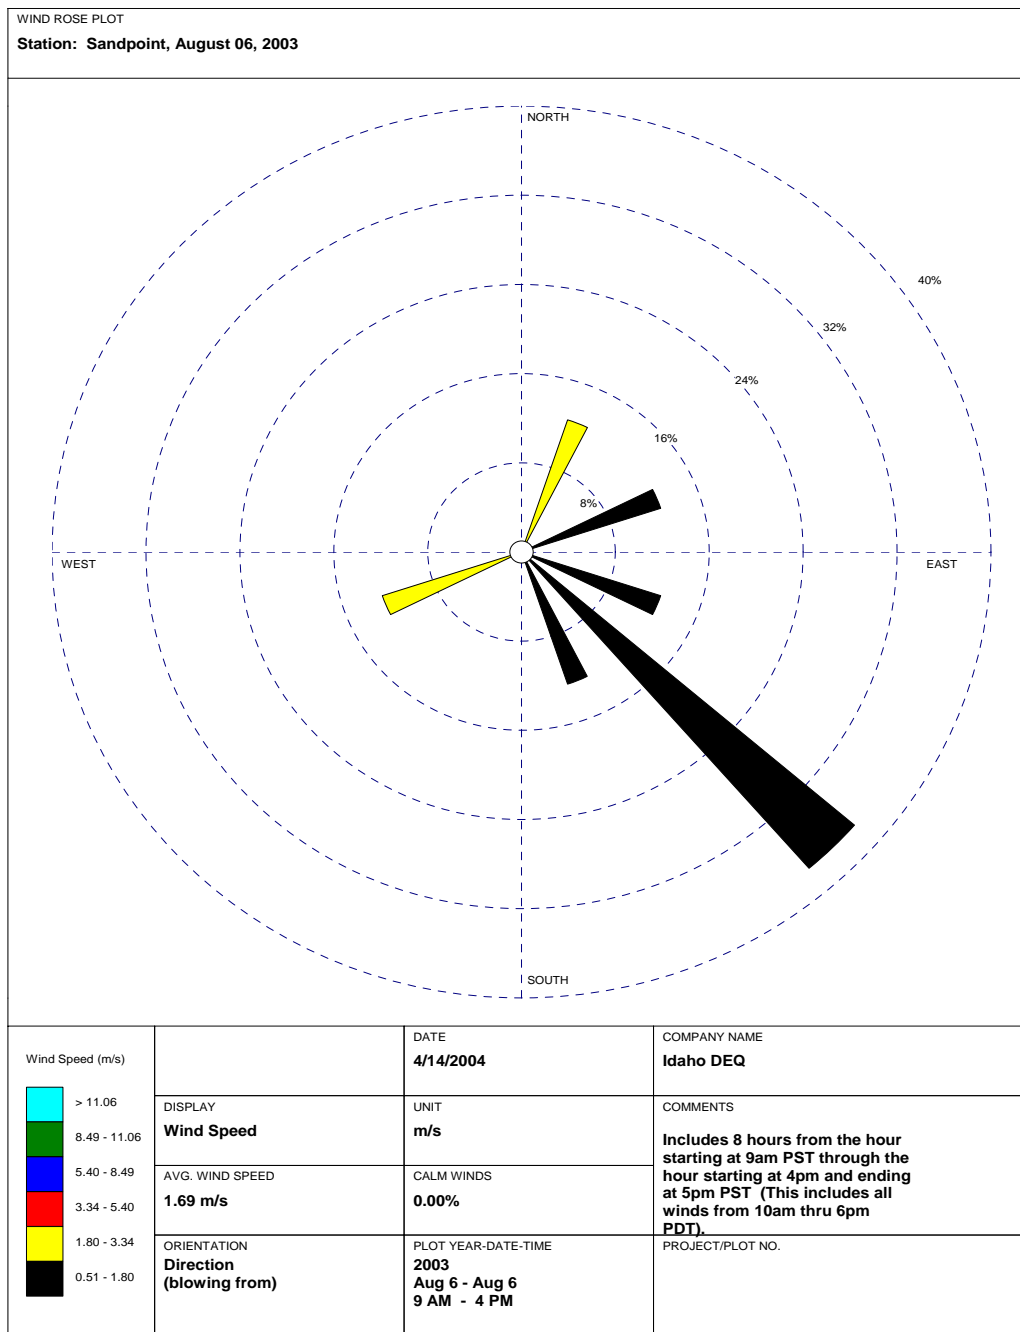 WIND ROSE PLOT
Station:  Sandpoint, August 06, 2003
NORTH
40%
32%
24%
16%
8%
WEST
EAST
SOUTH
Wind Speed (m/s)
> 11.06
8.49 - 11.06
5.40 - 8.49
3.34 - 5.40
1.80 - 3.34
0.51 - 1.80
DATE
4/14/2004
COMPANY NAME
Idaho DEQ
DISPLAY
Wind Speed
UNIT
m/s
COMMENTS
Includes 8 hours from the hour
starting at 9am PST through the
hour starting at 4pm and ending
at 5pm PST  (This includes all
winds from 10am thru 6pm
PDT).
AVG. WIND SPEED
1.69 m/s
CALM WINDS
0.00%
ORIENTATION
Direction
(blowing from)
PLOT YEAR-DATE-TIME
2003
Aug 6 - Aug 6
9 AM  -  4 PM
PROJECT/PLOT NO.